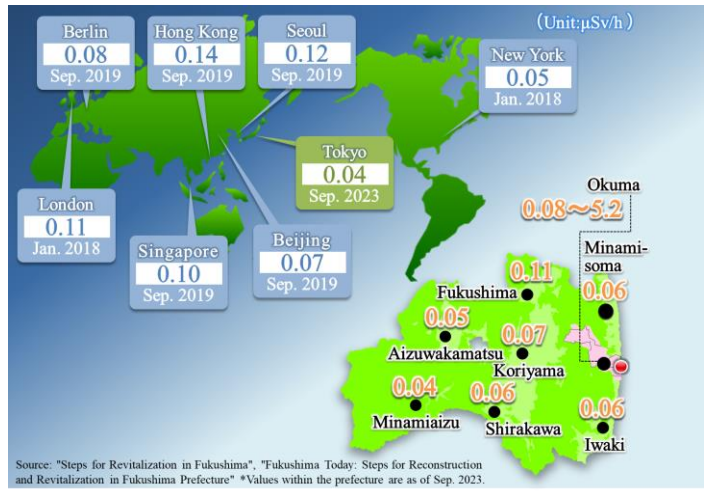 (Unit:μSv/h )
Berlin
0.08
Sep. 2019
Hong Kong
0.14
Sep. 2019
Seoul
0.12
Sep. 2019
New York
0.05
Jan. 2018
Tokyo
0.04
Sep. 2023
London
0.11
Jan. 2018
Singapore
0.10
Sep. 2019
Beijing
0.07
Sep. 2019
Okuma
0.08～5.2
Minami-
soma
0.06
0.11
Fukushima
0.05
Aizuwakamatsu
0.07
Koriyama
0.04
Minamiaizu
0.06
Shirakawa
0.06
Iwaki
Source: "Steps for Revitalization in Fukushima", "Fukushima Today: Steps for Reconstruction
and Revitalization in Fukushima Prefecture" *Values within the prefecture are as of Sep. 2023.